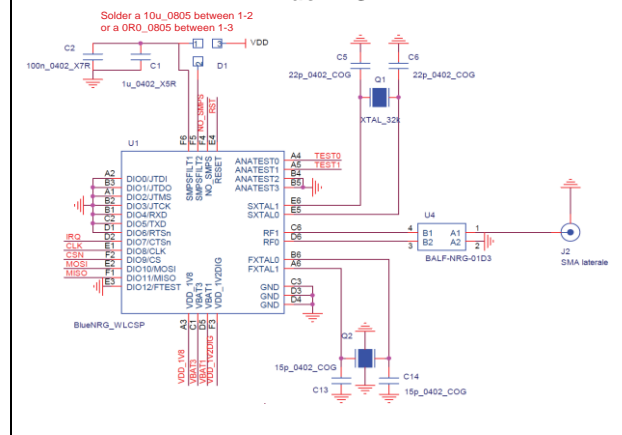 Solder a 10u_0805 between 1-2
or a 0R0_0805 between 1-3
C2
100n_0402_X7R
C1
1u_0402_X5R
1
3
2
VDD
D1
C5
22p_0402_COG
C6
22p_0402_COG
Q1
XTAL_32k
NO_SMPS
RST
F6
F5
F4
E4
U1
SMPSFILT1
SMPSFILT2
NO_SMPS
RESET
A2 DIO0/JTDI
B3 DIO1/JTDO
A1 DIO2/JTMS
B2 DIO3/JTCK
B1 DIO4/RXD
C2 DIO5/TXD
D1 DIO6/RTSn
IRQ D2 DIO7/CTSn
CLK E1 DIO8/CLK
CSN F2 DIO9/CS
MOSI E2 DIO10/MOSI
MISO F1 DIO11/MISO
E3 DIO12/FTEST
ANATEST0 A4 TEST0
ANATEST1 A5 TEST1
ANATEST2 B4
ANATEST3 B5
SXTAL1 E6
SXTAL0 E5
RF1 C6
RF0 D6
FXTAL0 B6
FXTAL1 A6
GND C3
GND D3
GND D4
VDD_1V8
VBAT3
VBAT1
VDD_1V2DIG
A3
C1
D5
F3
VDD_1V8
VBAT3
VBAT1
VDD_1V2DIG
BlueNRG_WLCSP
U4
4 B1 A1 1
3 B2 A2 2
BALF-NRG-01D3
J2
SMA laterale
Q2
15p_0402_COG
C13
C14
15p_0402_COG